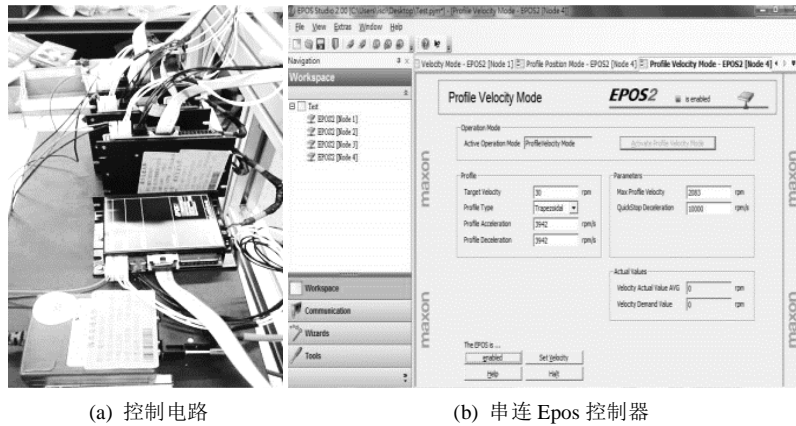 EPOS Studio 2.00
[Profile Velocity Mode - EPOS2 [Node 4]]
File View Extras Window Help
Navigation
Velocity Mode - EPOS2 [Node 1] Profile Position Mode - EPOS2 [Node 4] Profile Velocity Mode - EPOS2 [Node 4]
Workspace
Test
EPOS2 [Node 1]
EPOS2 [Node 2]
EPOS2 [Node 3]
EPOS2 [Node 4]
Workspace
Communication
Wizards
Tools
maxon
maxon
Profile Velocity Mode
EPOS2
is enabled
Operation Mode
Active Operation Mode ProfileVelocity Mode Activate Profile Velocity Mode
Profile
Target Velocity 30 rpm
Profile Type Trapezoidal
Profile Acceleration 3942 rpm/s
Profile Deceleration 3942 rpm/s
Parameters
Max Profile Velocity 2083 rpm
QuickStop Deceleration 10000 rpm/s
Actual Values
Velocity Actual Value AVG 0 rpm
Velocity Demand Value 0 rpm
The EPOS is ...
enabled Set Velocity
Help Halt
maxon
maxon
(a) 控制电路
(b) 串连 Epos 控制器